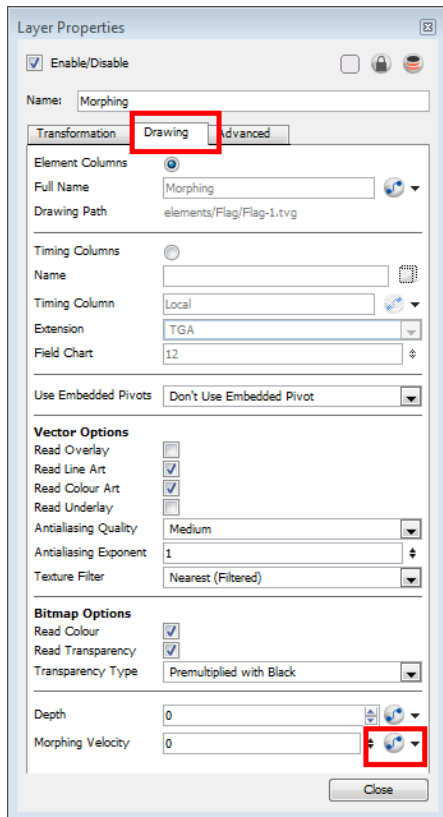 Layer Properties
Enable/Disable
Name: Morphing
Transformation Drawing Advanced
Element Columns
Full Name Morphing
Drawing Path elements/Flag/Flag-1.tvg
Timing Columns
Name
Timing Column Local
Extension TGA
Field Chart 12
Use Embedded Pivots Don't Use Embedded Pivot
Vector Options
Read Overlay
Read Line Art
Read Colour Art
Read Underlay
Antialiasing Quality Medium
Antialiasing Exponent 1
Texture Filter Nearest (Filtered)
Bitmap Options
Read Colour
Read Transparency
Transparency Type Premultiplied with Black
Depth 0
Morphing Velocity 0
Close